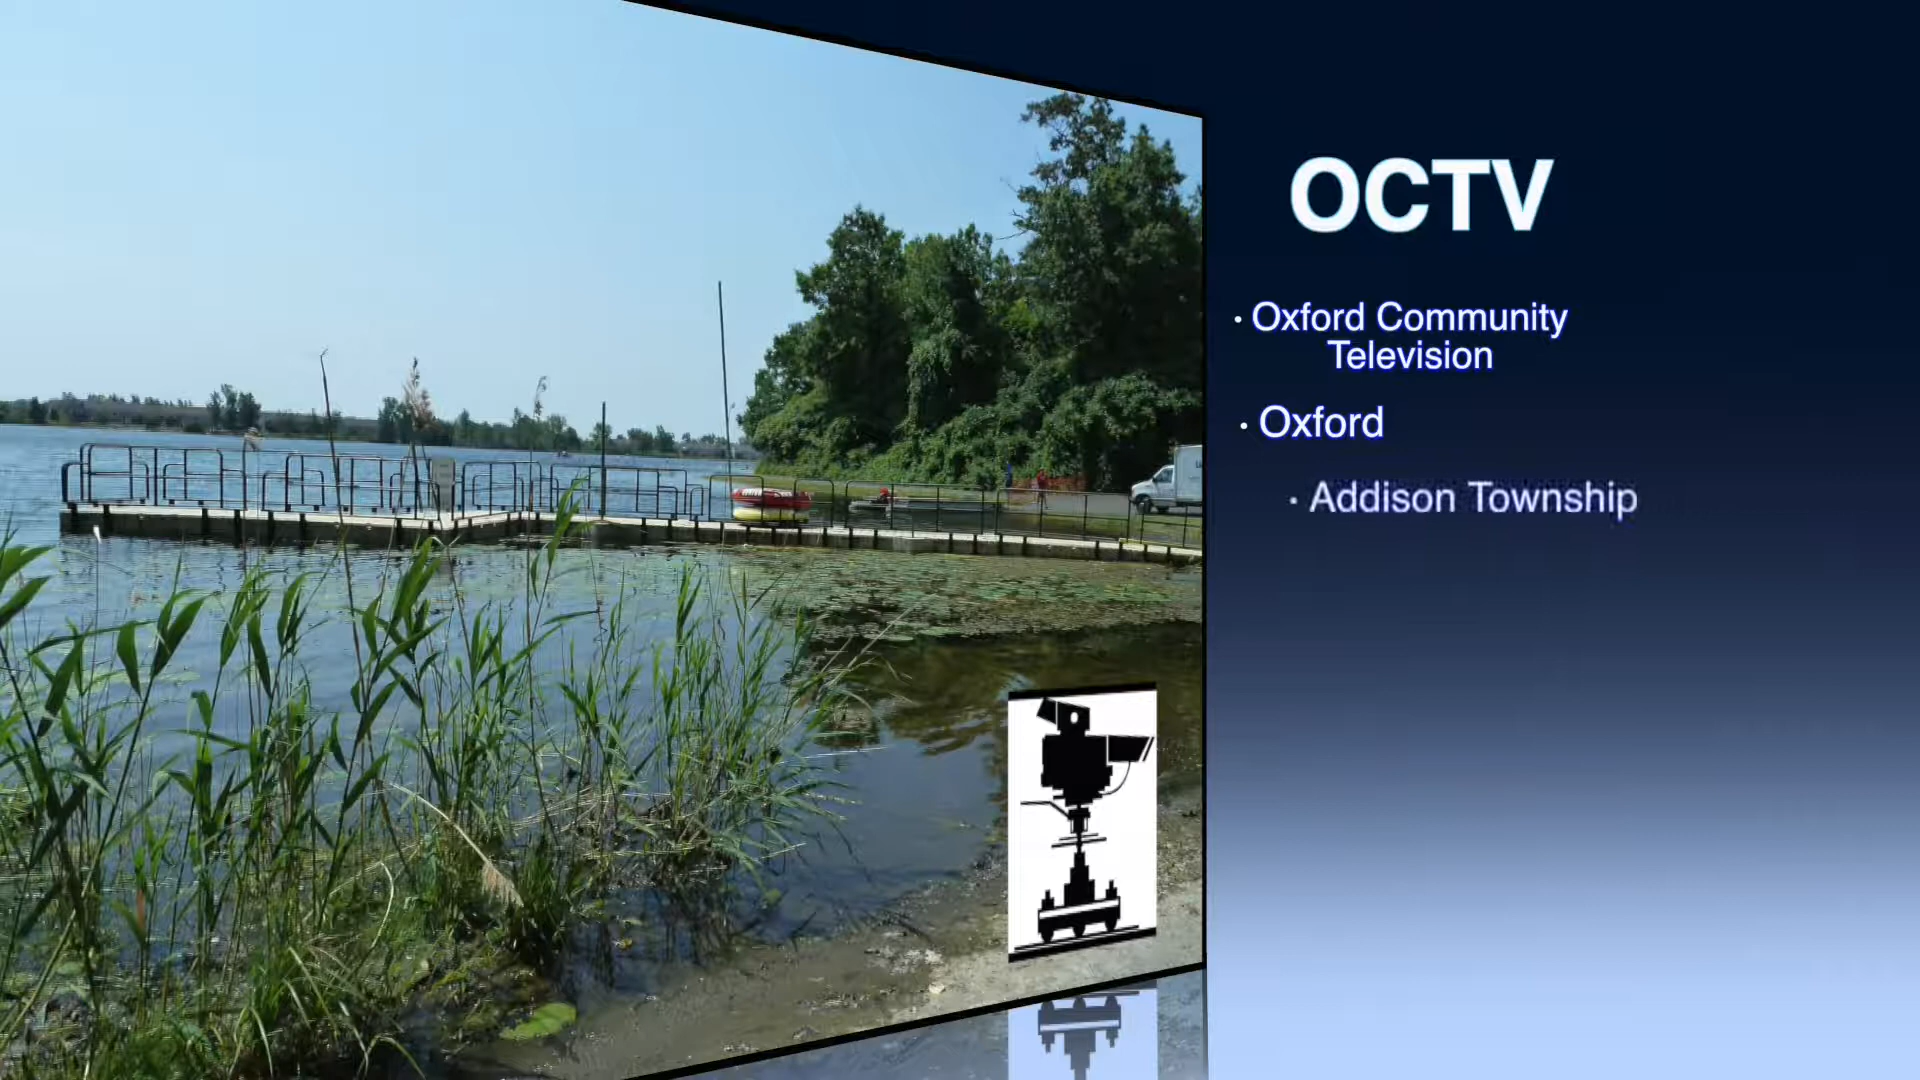 OCTV
• Oxford Community
Television
• Oxford
• Addison Township